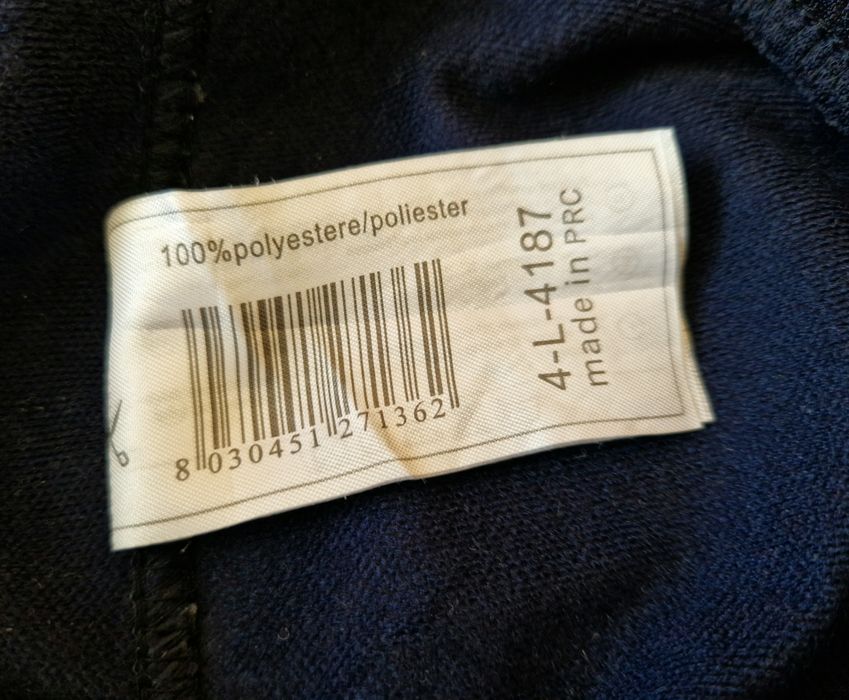 100%polyestere/poliester
8 030451 271362
4-L-4187
made in PRC